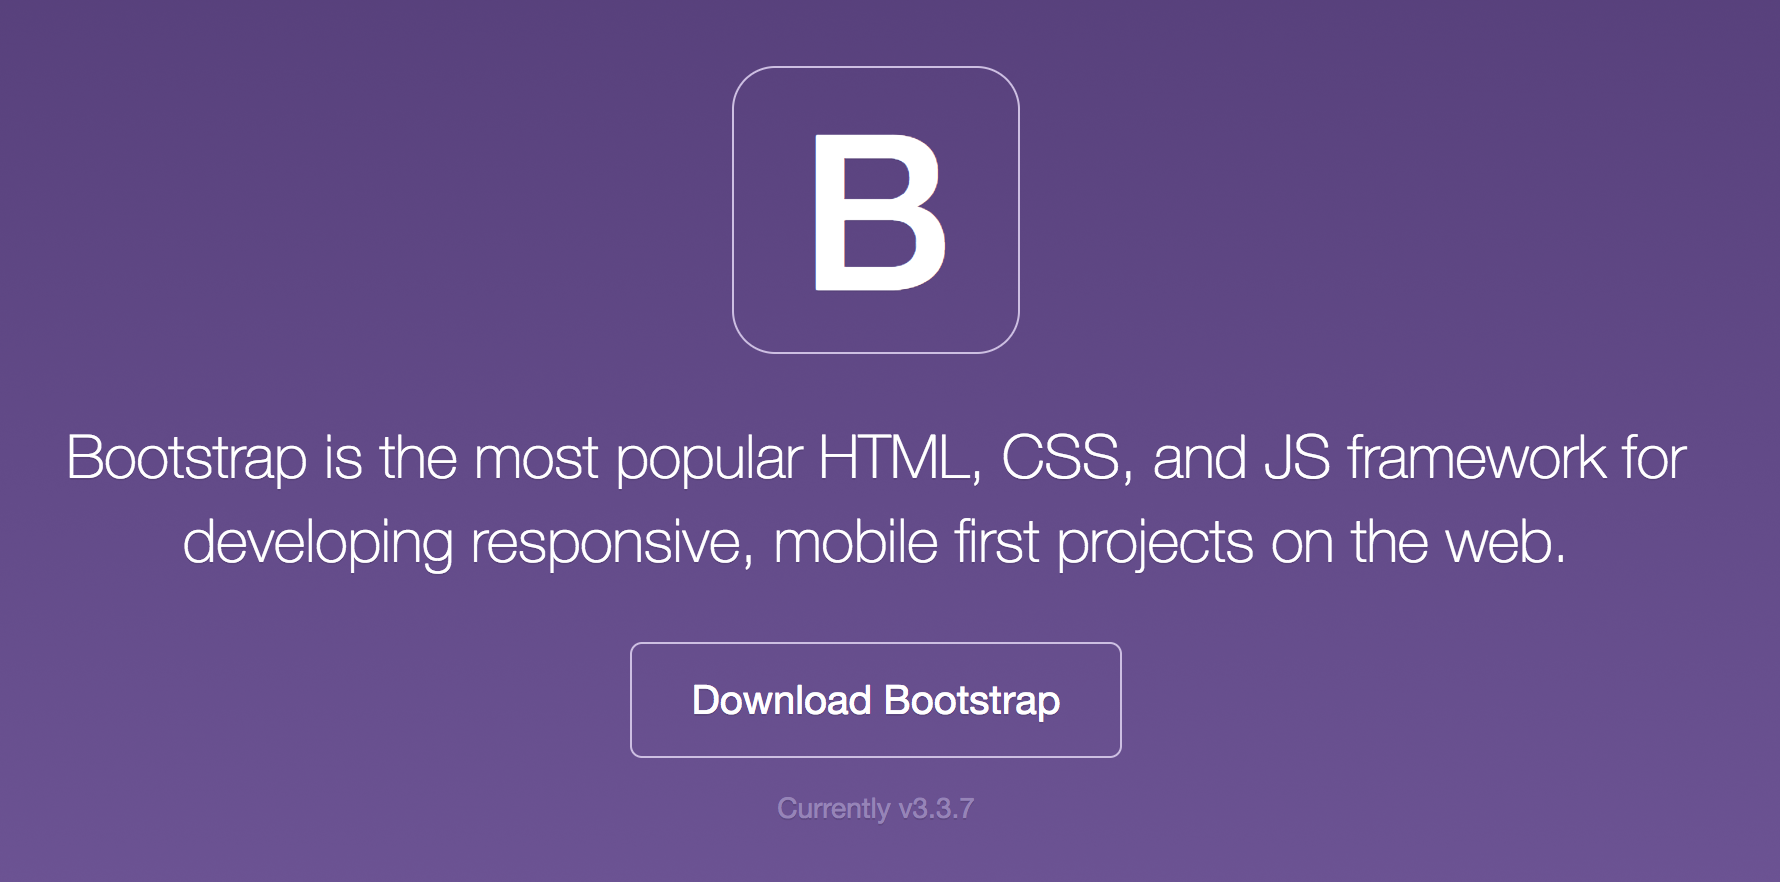 B
Bootstrap is the most popular HTML, CSS, and JS framework for
developing responsive, mobile first projects on the web.
Download Bootstrap
Currently v3.3.7